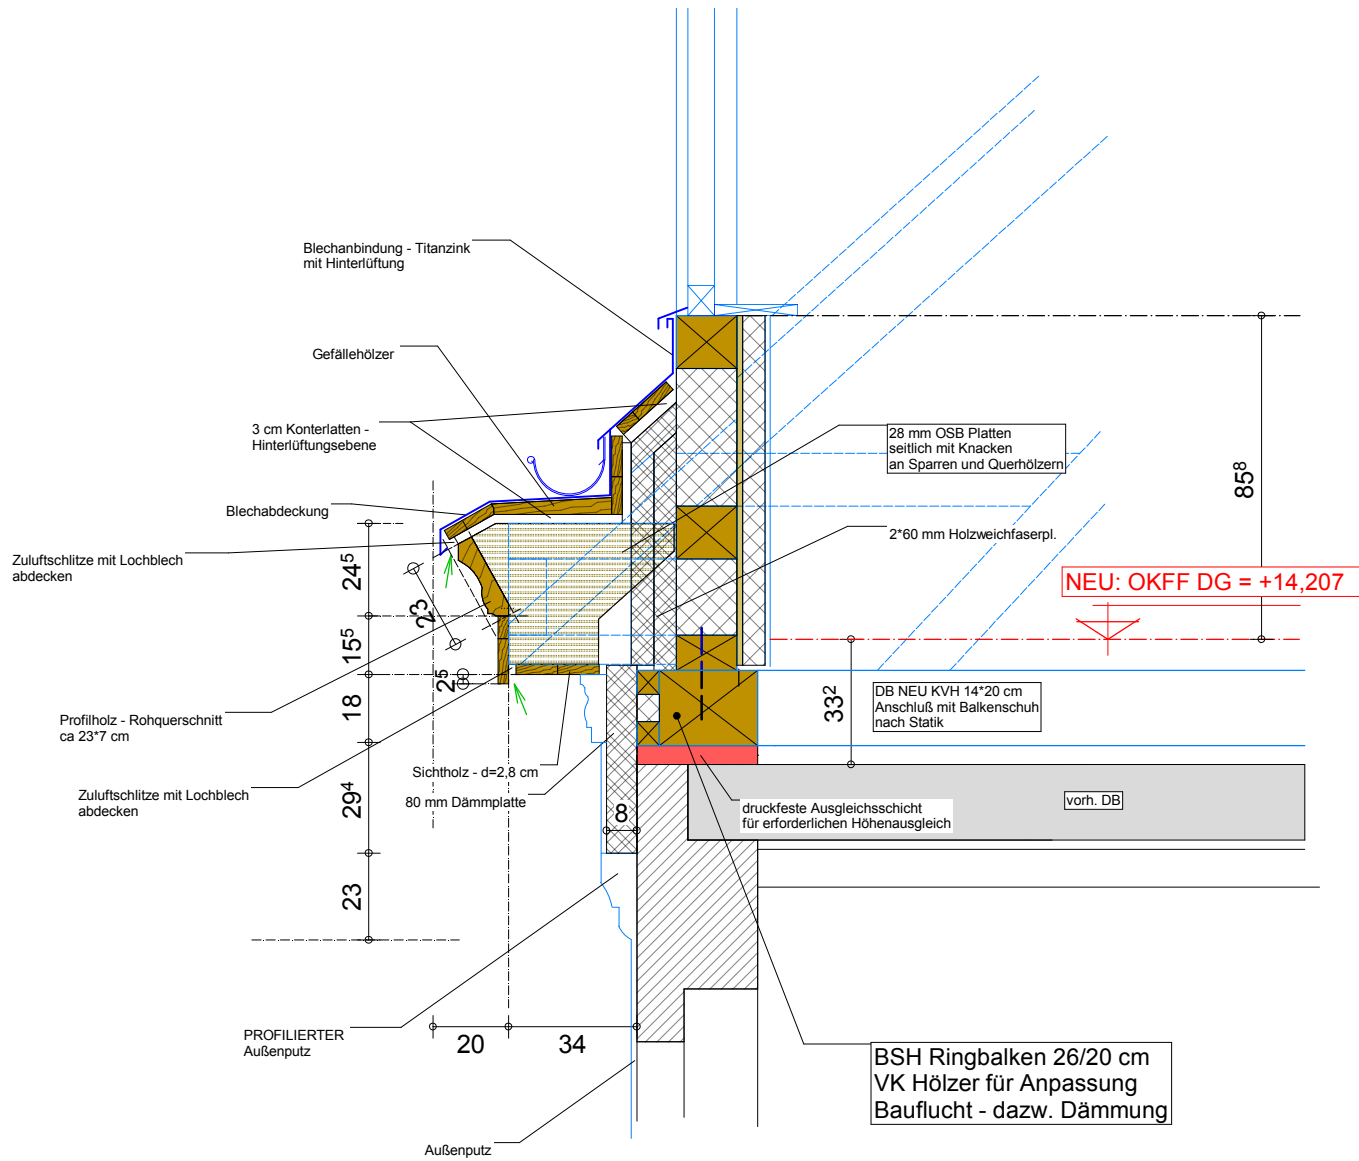 Blechanbindung - Titanzink
mit Hinterlüftung
Gefällehölzer
3 cm Konterlatten -
Hinterlüftungsebene
28 mm OSB Platten
seitlich mit Knacken
an Sparren und Querhölzern
85⁸
Blechabdeckung
2*60 mm Holzweichfaserpl.
Zuluftschlitze mit Lochblech
abdecken
24⁵
23
NEU: OKFF DG = +14,207
15⁵
2⁵
18
33²
DB NEU KVH 14*20 cm
Anschluß mit Balkenschuh
nach Statik
Profilholz - Rohquerschnitt
ca 23*7 cm
Sichtholz - d=2,8 cm
80 mm Dämmplatte
Zuluftschlitze mit Lochblech
abdecken
29⁴
8
druckfeste Ausgleichsschicht
für erforderlichen Höhenausgleich
vorh. DB
23
PROFILIERTER
Außenputz
20
34
BSH Ringbalken 26/20 cm
VK Hölzer für Anpassung
Bauflucht - dazw. Dämmung
Außenputz